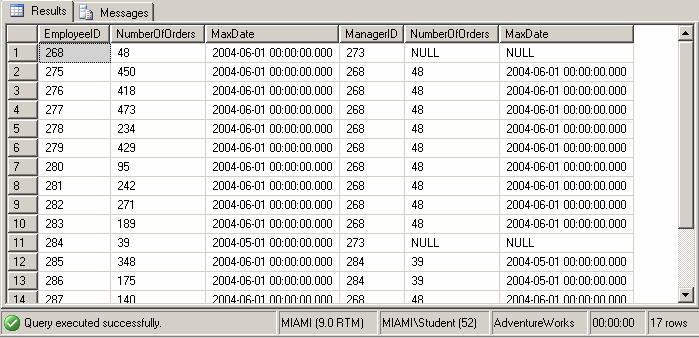 Results Messages
EmployeeID NumberOfOrders MaxDate ManagerID NumberOfOrders MaxDate
1 268 48 2004-06-01 00:00:00.000 273 NULL NULL
2 275 450 2004-06-01 00:00:00.000 268 48 2004-06-01 00:00:00.000
3 276 418 2004-06-01 00:00:00.000 268 48 2004-06-01 00:00:00.000
4 277 473 2004-06-01 00:00:00.000 268 48 2004-06-01 00:00:00.000
5 278 234 2004-06-01 00:00:00.000 268 48 2004-06-01 00:00:00.000
6 279 429 2004-06-01 00:00:00.000 268 48 2004-06-01 00:00:00.000
7 280 95 2004-06-01 00:00:00.000 268 48 2004-06-01 00:00:00.000
8 281 242 2004-06-01 00:00:00.000 268 48 2004-06-01 00:00:00.000
9 282 271 2004-06-01 00:00:00.000 268 48 2004-06-01 00:00:00.000
10 283 189 2004-06-01 00:00:00.000 268 48 2004-06-01 00:00:00.000
11 284 39 2004-05-01 00:00:00.000 273 NULL NULL
12 285 348 2004-06-01 00:00:00.000 284 39 2004-05-01 00:00:00.000
13 286 175 2004-06-01 00:00:00.000 284 39 2004-05-01 00:00:00.000
14 287 140 2004-06-01 00:00:00.000 268 48 2004-06-01 00:00:00.000
Query executed successfully. MIAMI (9.0 RTM) MIAMI\Student (52) AdventureWorks 00:00:00 17 rows